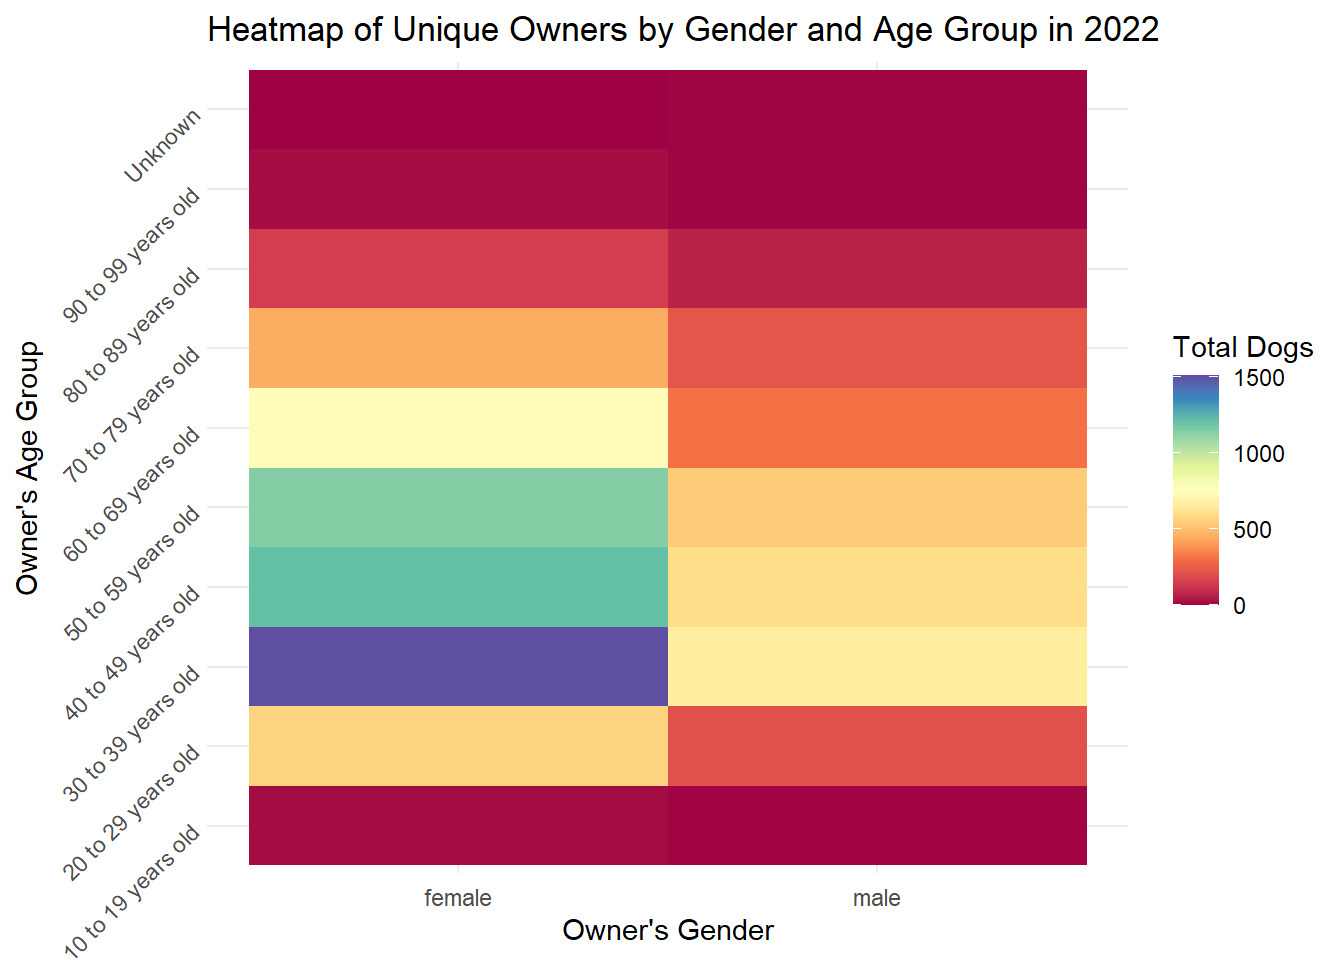 Heatmap of Unique Owners by Gender and Age Group in 2022
Owner's Age Group
Unknown
90 to 99 years old
80 to 89 years old
70 to 79 years old
60 to 69 years old
50 to 59 years old
40 to 49 years old
30 to 39 years old
20 to 29 years old
10 to 19 years old
female
male
Owner's Gender
Total Dogs
1500
1000
500
0